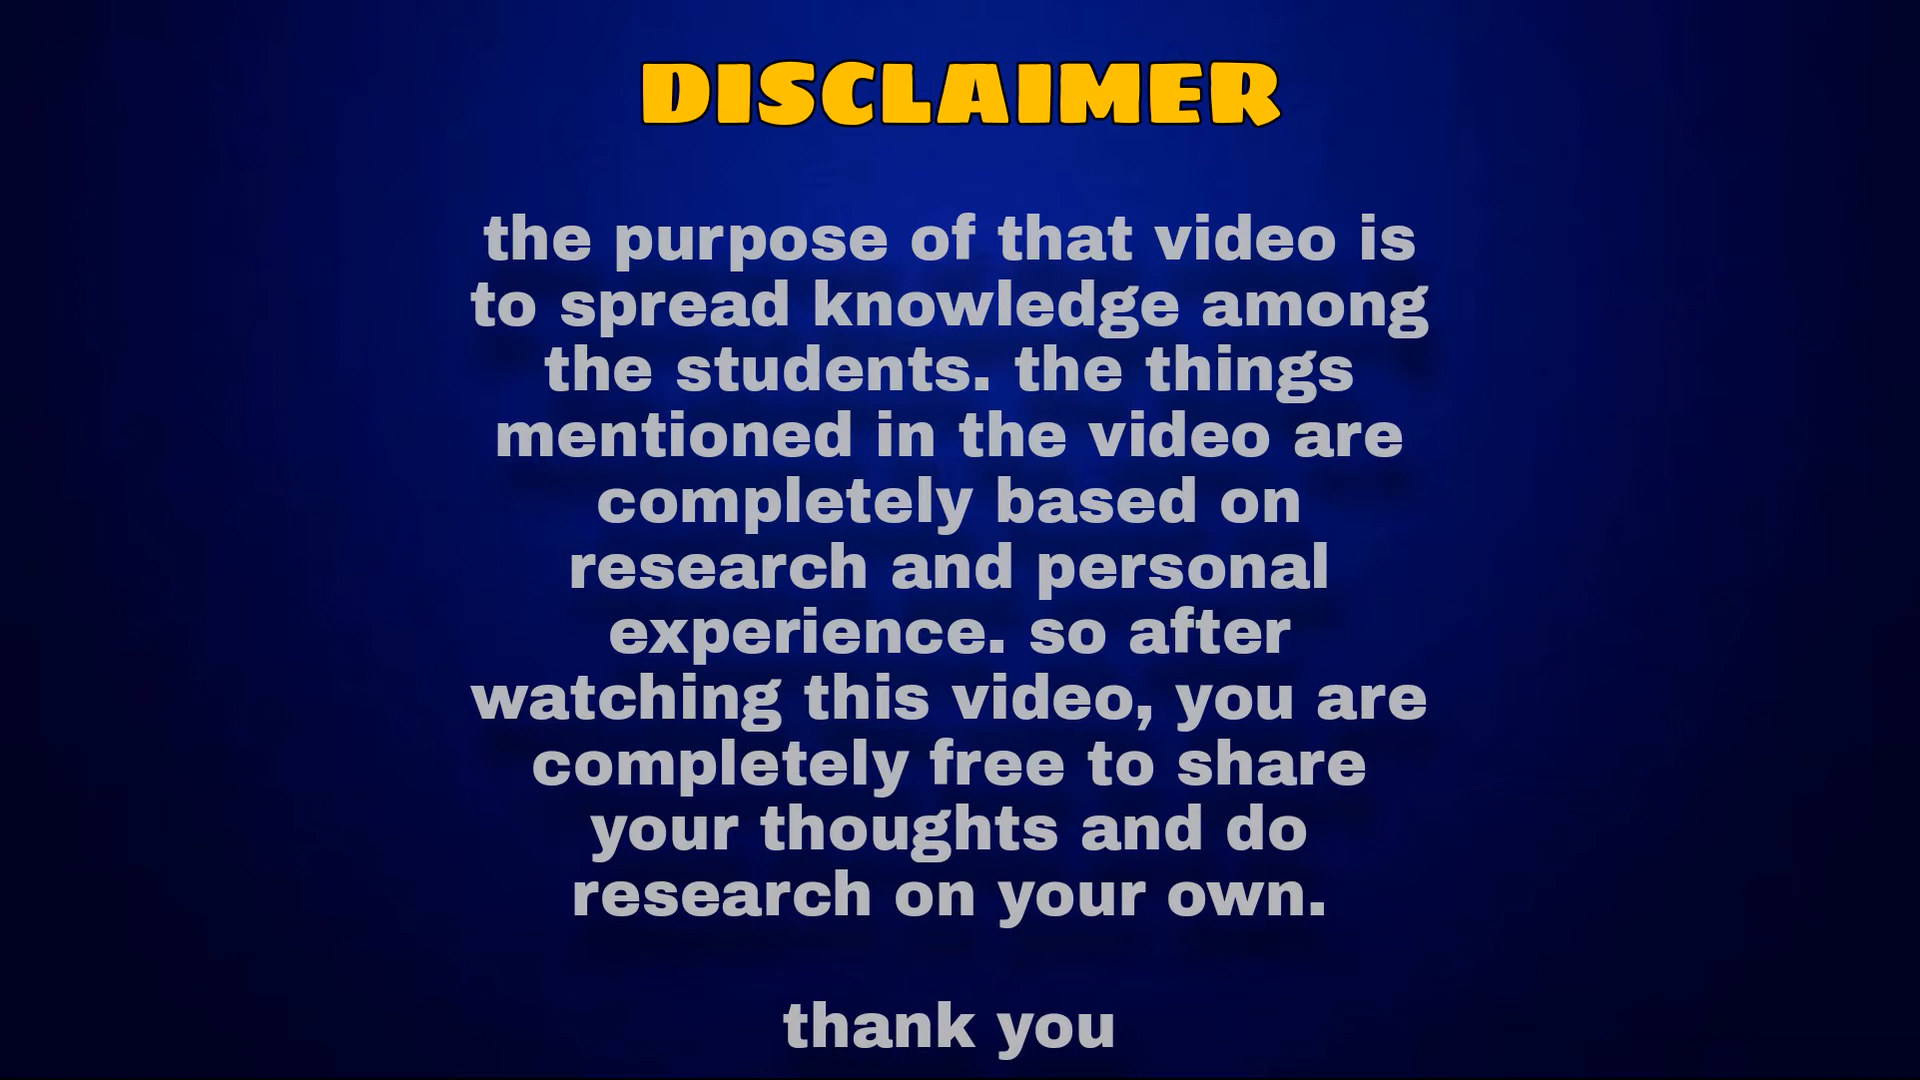 DISCLAIMER
the purpose of that video is
to spread knowledge among
the students. the things
mentioned in the video are
completely based on
research and personal
experience. so after
watching this video, you are
completely free to share
your thoughts and do
research on your own.
thank you